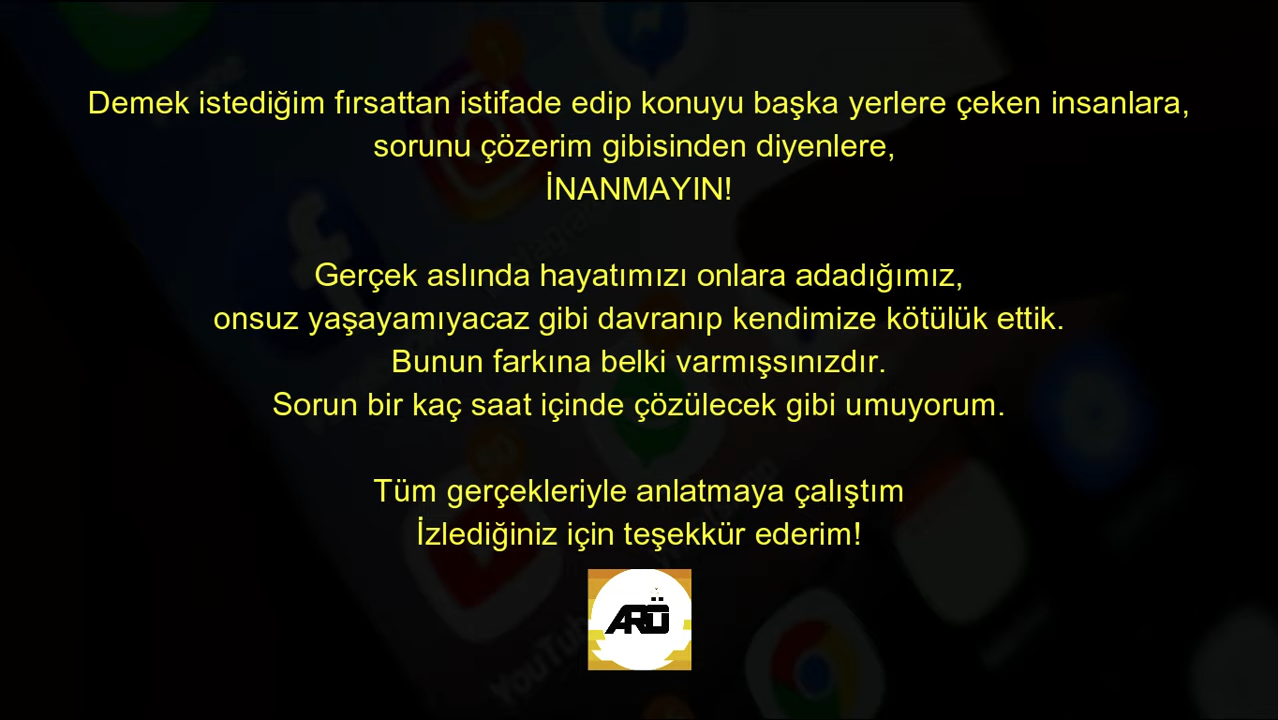 Demek istediğim fırsattan istifade edip konuyu başka yerlere çeken insanlara,
sorunu çözerim gibisinden diyenlere,
İNANMAYIN!
Gerçek aslında hayatımızı onlara adadığımız,
onsuz yaşayamıyacaz gibi davranıp kendimize kötülük ettik.
Bunun farkına belki varmışsınızdır.
Sorun bir kaç saat içinde çözülecek gibi umuyorum.
Tüm gerçekleriyle anlatmaya çalıştım
İzlediğiniz için teşekkür ederim!
ARÖ
YouTube